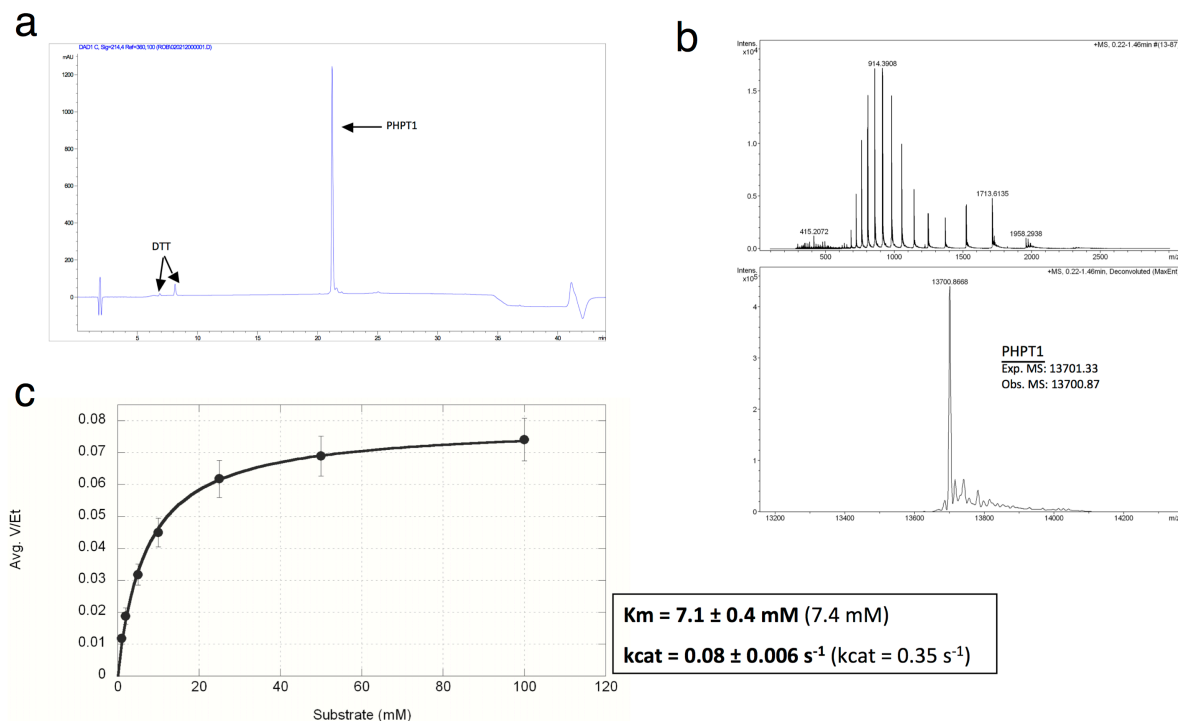 a
DAD1 C, Sig=214,4 Ref=360,100 (ROB\020212000001.D)
mAU
1200
1000
800
600
400
200
0
PHPT1
DTT
5
10
15
20
25
30
35
40
min
b
Intens.
x10⁴
+MS, 0.22-1.46min #(13-87
914.3908
1.5
1.0
0.5
0.0
415.2072
1713.6135
1958.2938
500
1000
1500
2000
2500
m/z
Intens.
x10⁵
+MS, 0.22-1.46min, Deconvoluted (MaxEnt
13700.8668
4
3
2
1
0
PHPT1
Exp. MS: 13701.33
Obs. MS: 13700.87
13200
13400
13600
13800
14000
14200
m/z
c
0.08
0.07
0.06
0.05
0.04
0.03
0.02
0.01
0
Avg. V/Et
0
20
40
60
80
100
120
Substrate (mM)
Km = 7.1 ± 0.4 mM (7.4 mM)
kcat = 0.08 ± 0.006 s⁻¹ (kcat = 0.35 s⁻¹)